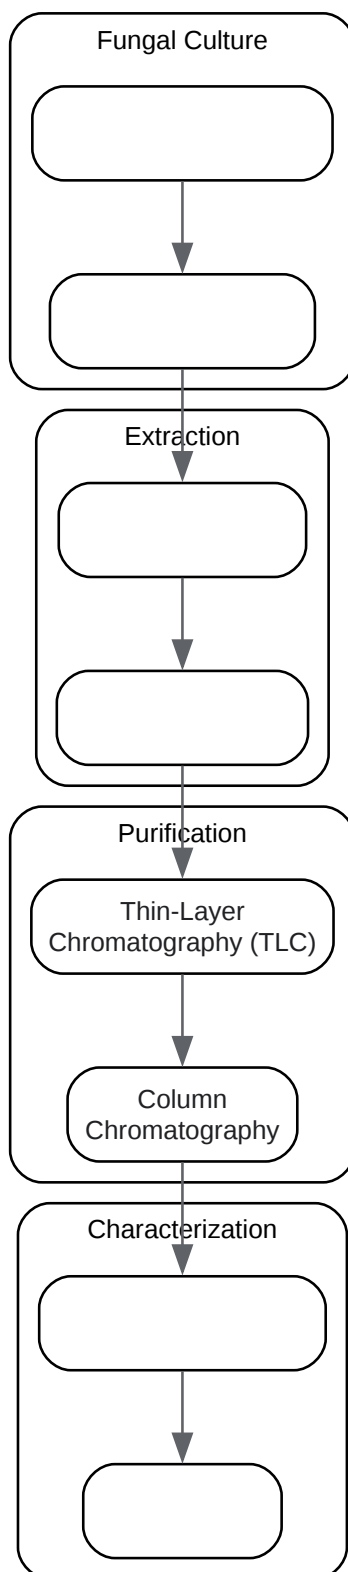 Fungal Culture
Extraction
Purification
Thin-Layer
Chromatography (TLC)
Column
Chromatography
Characterization